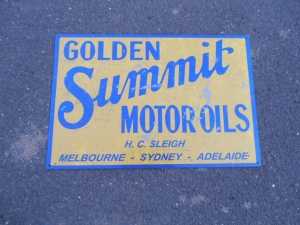 GOLDEN
Summit
MOTOR OILS
H. C. SLEIGH
MELBOURNE - SYDNEY - ADELAIDE